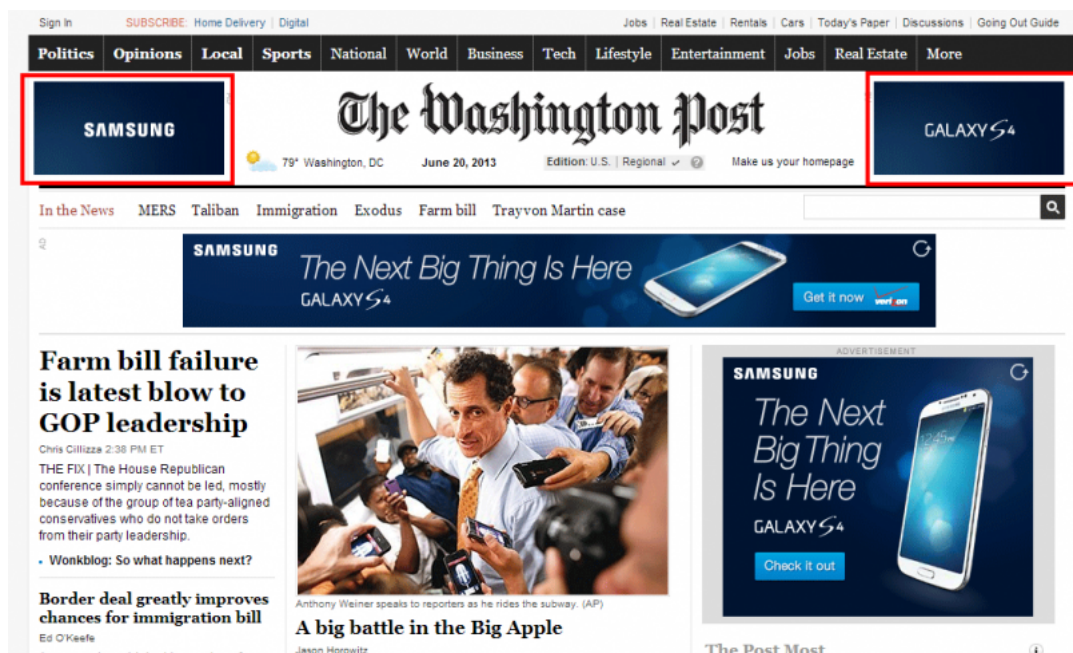 Sign In SUBSCRIBE: Home Delivery | Digital Jobs | Real Estate | Rentals | Cars | Today's Paper | Discussions | Going Out Guide
Politics Opinions Local Sports National World Business Tech Lifestyle Entertainment Jobs Real Estate More
SAMSUNG
The Washington Post
GALAXY S4
79° Washington, DC June 20, 2013 Edition: U.S. | Regional Make us your homepage
In the News MERS Taliban Immigration Exodus Farm bill Trayvon Martin case
SAMSUNG
The Next Big Thing Is Here
GALAXY S4
Get it now verizon
Farm bill failure
is latest blow to
GOP leadership
Chris Cillizza 2:38 PM ET
THE FIX | The House Republican
conference simply cannot be led, mostly
because of the group of tea party-aligned
conservatives who do not take orders
from their party leadership.
Wonkblog: So what happens next?
Border deal greatly improves
chances for immigration bill
Ed O'Keefe
Anthony Weiner speaks to reporters as he rides the subway. (AP)
A big battle in the Big Apple
Jason Horowitz
ADVERTISEMENT
SAMSUNG
The Next
Big Thing
Is Here
GALAXY S4
Check it out
12:45
The Post Most